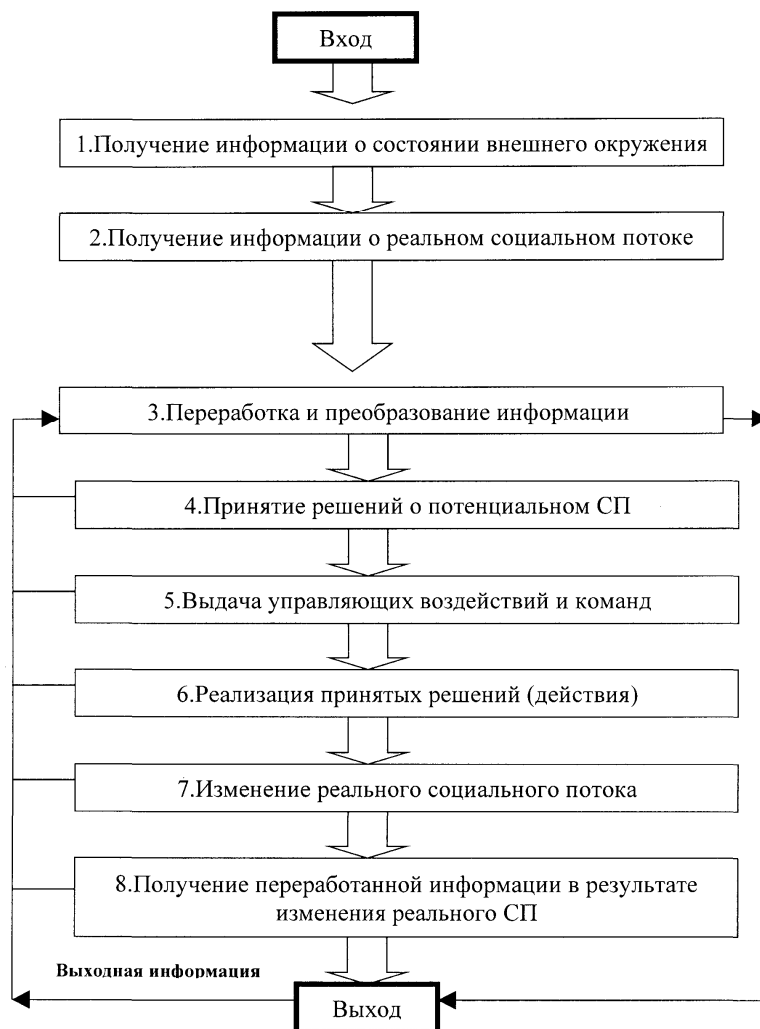 Вход
1.Получение информации о состоянии внешнего окружения
2.Получение информации о реальном социальном потоке
3.Переработка и преобразование информации
4.Принятие решений о потенциальном СП
5.Выдача управляющих воздействий и команд
6.Реализация принятых решений (действия)
7.Изменение реального социального потока
8.Получение переработанной информации в результате
изменения реального СП
Выходная информация
Выход